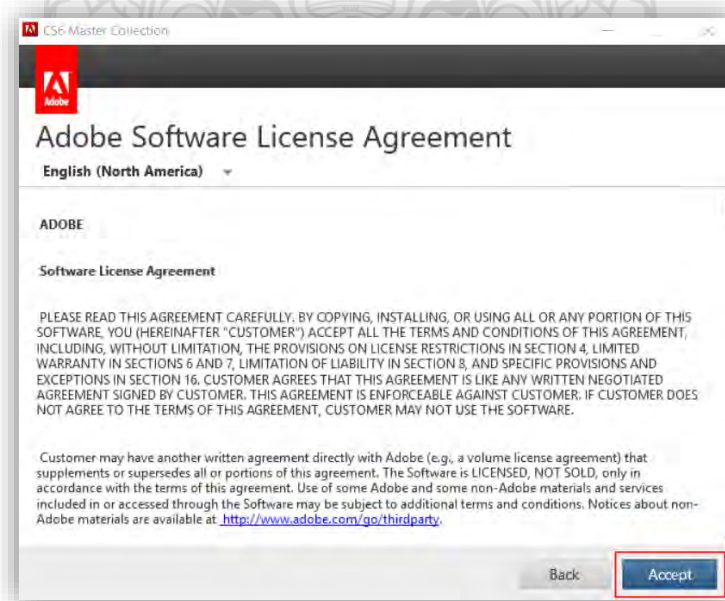 CS6 Master Collection
Adobe
Adobe Software License Agreement
English (North America)
ADOBE
Software License Agreement
PLEASE READ THIS AGREEMENT CAREFULLY. BY COPYING, INSTALLING, OR USING ALL OR ANY PORTION OF THIS
SOFTWARE, YOU (HEREINAFTER "CUSTOMER") ACCEPT ALL THE TERMS AND CONDITIONS OF THIS AGREEMENT,
INCLUDING, WITHOUT LIMITATION, THE PROVISIONS ON LICENSE RESTRICTIONS IN SECTION 4, LIMITED
WARRANTY IN SECTIONS 6 AND 7, LIMITATION OF LIABILITY IN SECTION 8, AND SPECIFIC PROVISIONS AND
EXCEPTIONS IN SECTION 16. CUSTOMER AGREES THAT THIS AGREEMENT IS LIKE ANY WRITTEN NEGOTIATED
AGREEMENT SIGNED BY CUSTOMER. THIS AGREEMENT IS ENFORCEABLE AGAINST CUSTOMER. IF CUSTOMER DOES
NOT AGREE TO THE TERMS OF THIS AGREEMENT, CUSTOMER MAY NOT USE THE SOFTWARE.
Customer may have another written agreement directly with Adobe (e.g., a volume license agreement) that
supplements or supersedes all or portions of this agreement. The Software is LICENSED, NOT SOLD, only in
accordance with the terms of this agreement. Use of some Adobe and some non-Adobe materials and services
included in or accessed through the Software may be subject to additional terms and conditions. Notices about non-
Adobe materials are available at http://www.adobe.com/go/thirdparty.
Back Accept